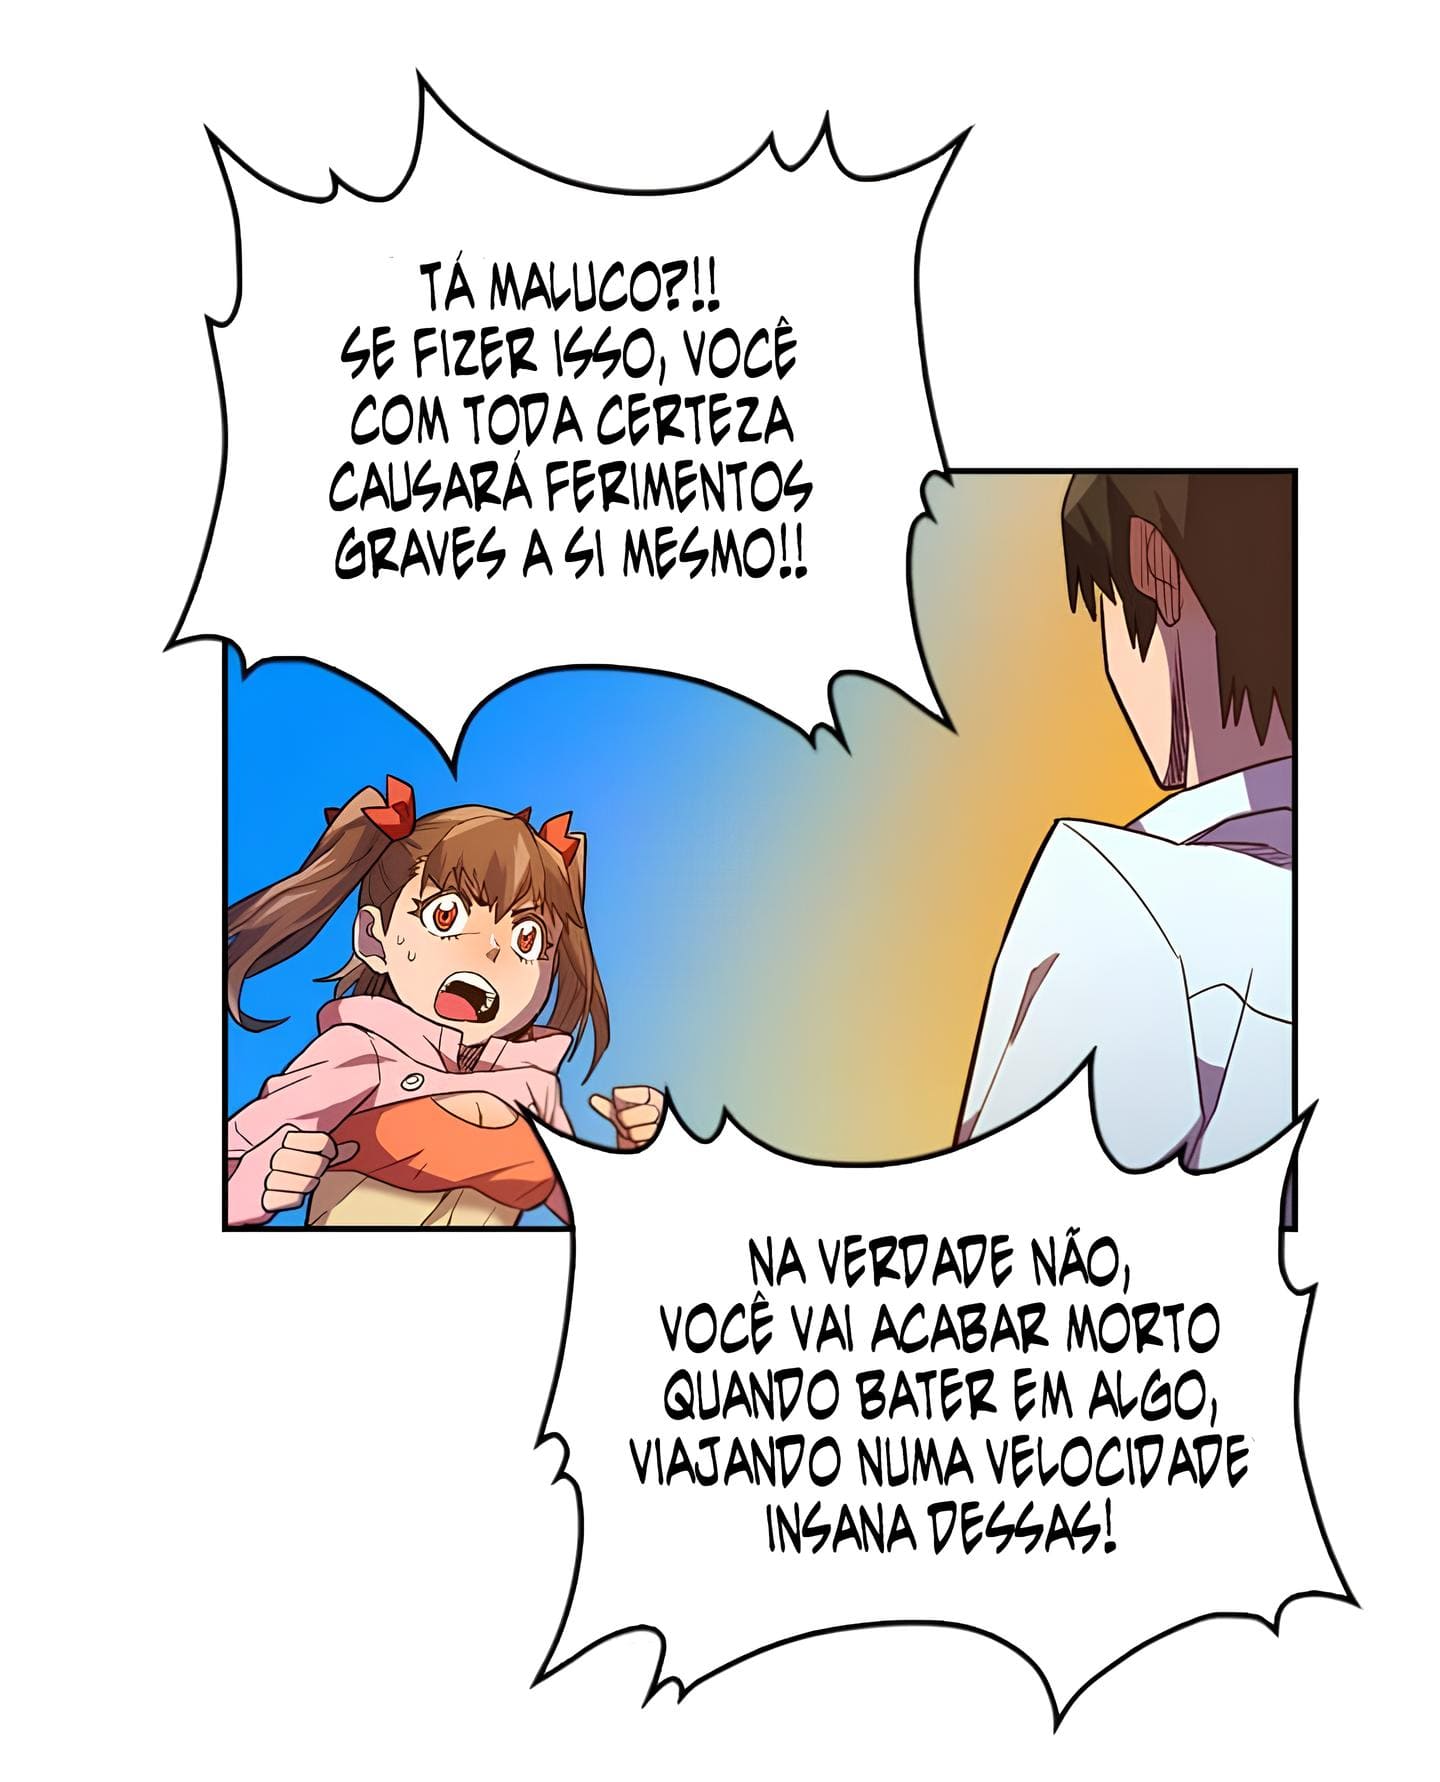 TÁ MALUCO?!!
SE FIZER ISSO, VOCÊ
COM TODA CERTEZA
CAUSARÁ FERIMENTOS
GRAVES A SI MESMO!!
NA VERDADE NÃO,
VOCÊ VAI ACABAR MORTO
QUANDO BATER EM ALGO,
VIAJANDO NUMA VELOCIDADE
INSANA DESSAS!